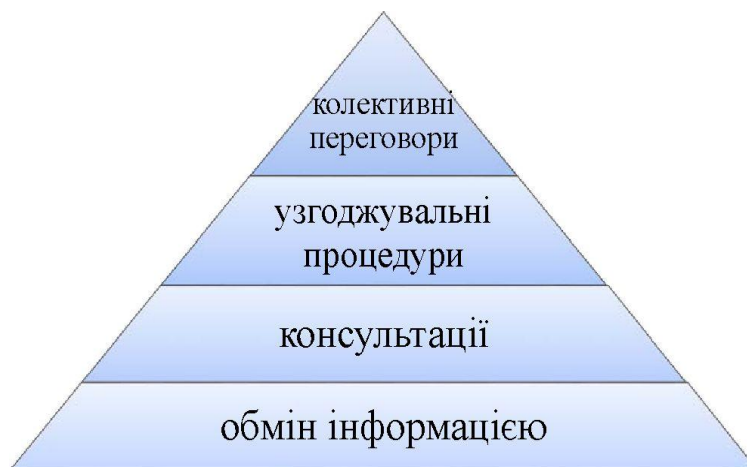 колективні
переговори
узгоджувальні
процедури
консультації
обмін інформацією